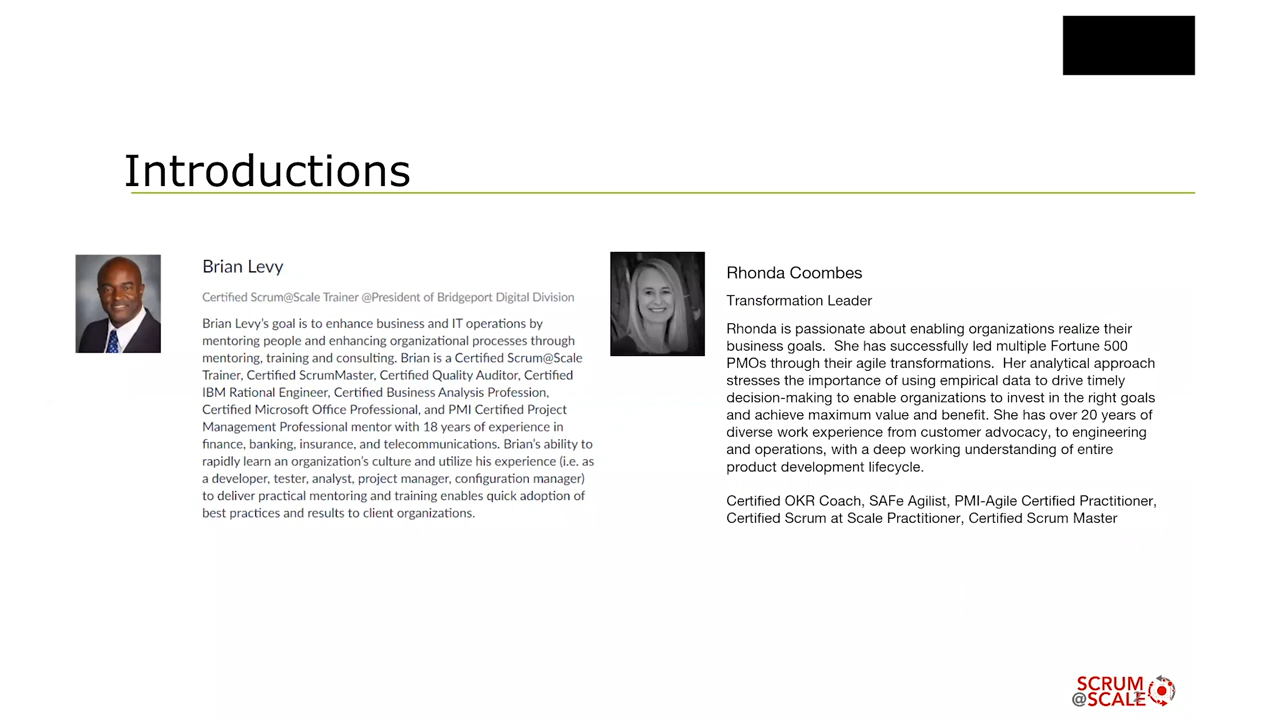 Introductions
Brian Levy
Certified Scrum@Scale Trainer @President of Bridgeport Digital Division
Brian Levy's goal is to enhance business and IT operations by
mentoring people and enhancing organizational processes through
mentoring, training and consulting. Brian is a Certified Scrum@Scale
Trainer, Certified ScrumMaster, Certified Quality Auditor, Certified
IBM Rational Engineer, Certified Business Analysis Profession,
Certified Microsoft Office Professional, and PMI Certified Project
Management Professional mentor with 18 years of experience in
finance, banking, insurance, and telecommunications. Brian's ability to
rapidly learn an organization's culture and utilize his experience (i.e. as
a developer, tester, analyst, project manager, configuration manager)
to deliver practical mentoring and training enables quick adoption of
best practices and results to client organizations.
Rhonda Coombes
Transformation Leader
Rhonda is passionate about enabling organizations realize their
business goals.  She has successfully led multiple Fortune 500
PMOs through their agile transformations.  Her analytical approach
stresses the importance of using empirical data to drive timely
decision-making to enable organizations to invest in the right goals
and achieve maximum value and benefit. She has over 20 years of
diverse work experience from customer advocacy, to engineering
and operations, with a deep working understanding of entire
product development lifecycle.
Certified OKR Coach, SAFe Agilist, PMI-Agile Certified Practitioner,
Certified Scrum at Scale Practitioner, Certified Scrum Master
SCRUM
@SCALE